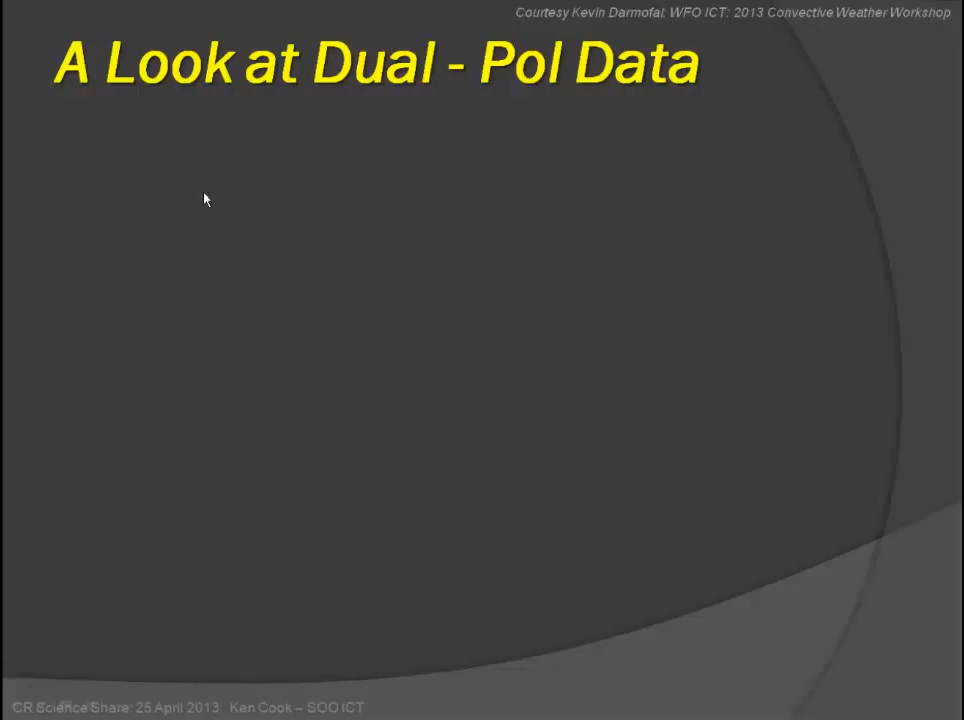 Courtesy Kevin Darmofal: WFO ICT: 2013 Convective Weather Workshop
A Look at Dual - Pol Data
CR Science Share: 25 April 2013: Ken Cook – SOO ICT